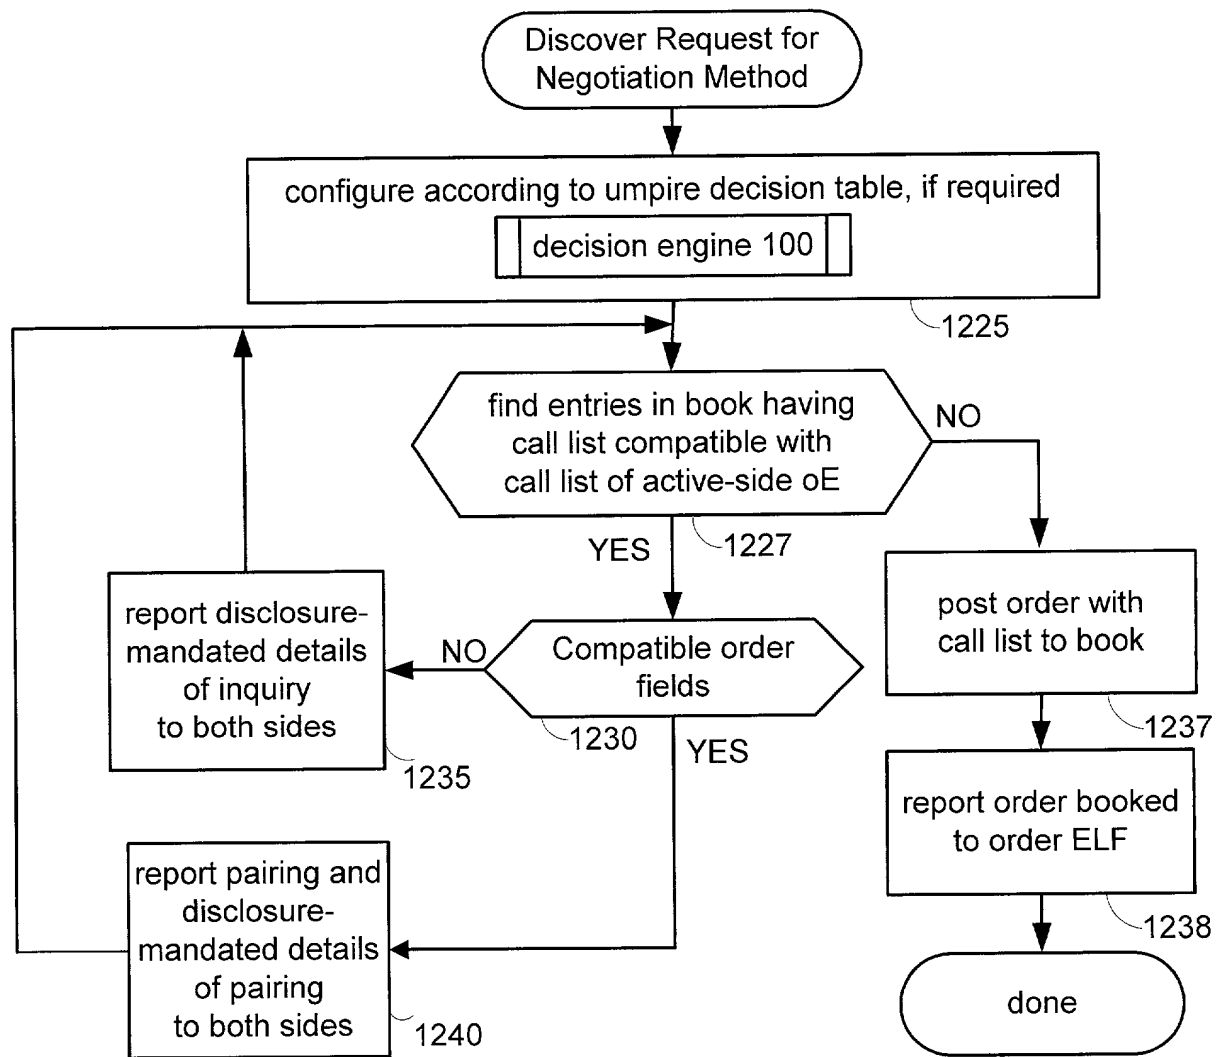 Discover Request for
Negotiation Method
configure according to umpire decision table, if required
decision engine 100
1225
find entries in book having
call list compatible with
call list of active-side oE
NO
1227
YES
report disclosure-
mandated details
of inquiry
to both sides
1235
NO
Compatible order
fields
1230
YES
post order with
call list to book
1237
report order booked
to order ELF
1238
report pairing and
disclosure-
mandated details
of pairing
to both sides
1240
done